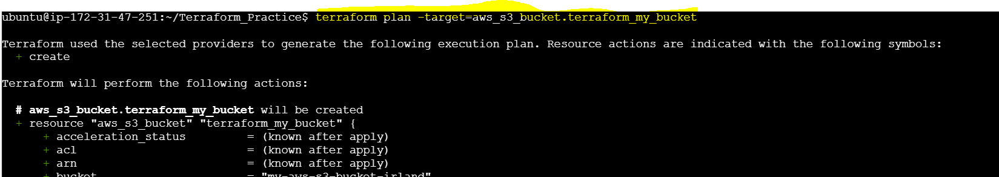 ubuntu@ip-172-31-47-251:~/Terraform_Practice$ terraform plan -target=aws_s3_bucket.terraform_my_bucket
Terraform used the selected providers to generate the following execution plan. Resource actions are indicated with the following symbols:
+ create
Terraform will perform the following actions:
# aws_s3_bucket.terraform_my_bucket will be created
+ resource "aws_s3_bucket" "terraform_my_bucket" {
+ acceleration_status = (known after apply)
+ acl = (known after apply)
+ arn = (known after apply)
+ bucket = "my-aws-s3-bucket-irland"